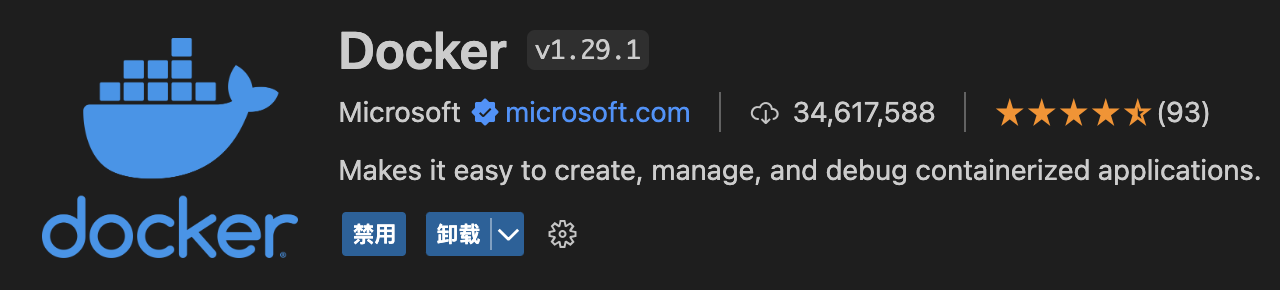 Docker v1.29.1
Microsoft microsoft.com 34,617,588 (93)
Makes it easy to create, manage, and debug containerized applications.
docker
禁用 卸载